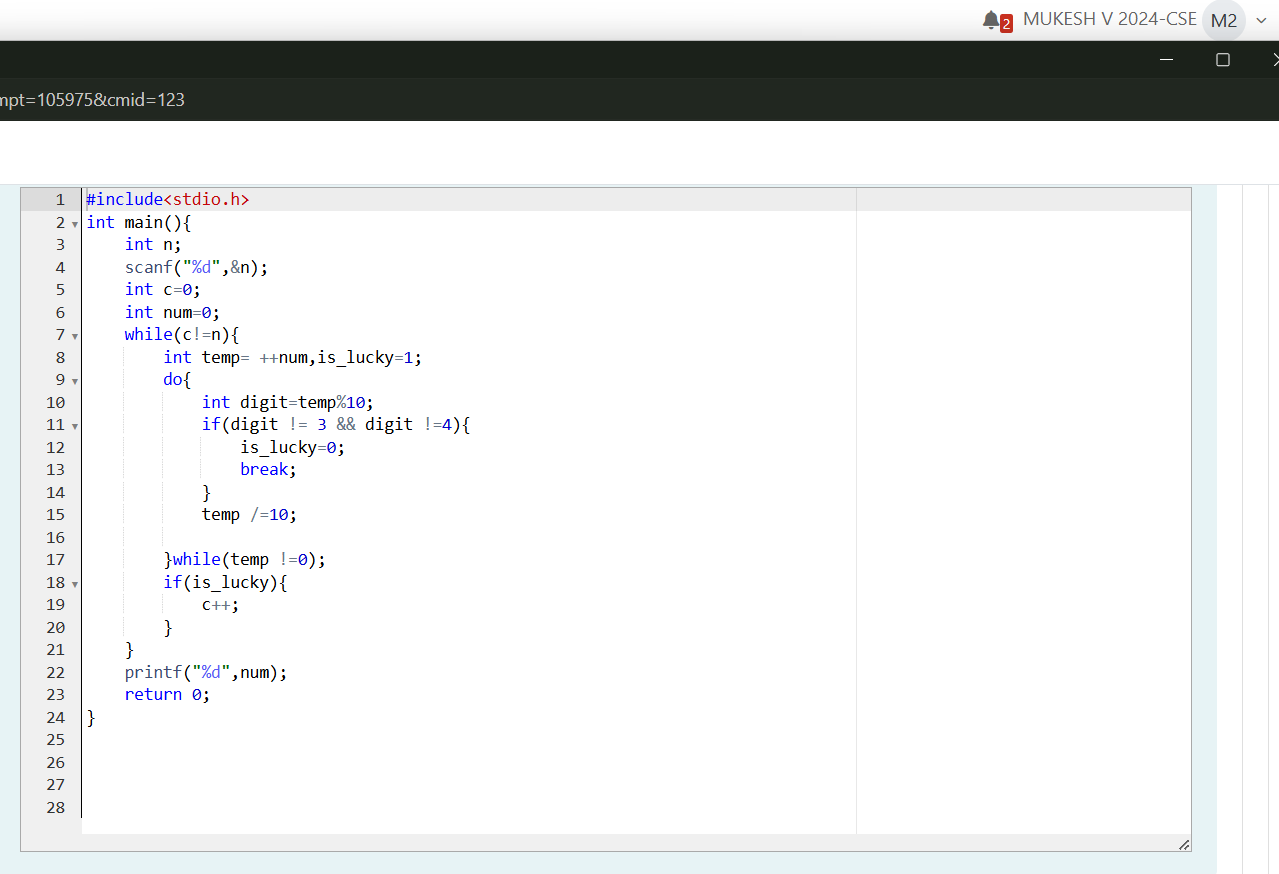 2 MUKESH V 2024-CSE M2
mpt=105975&cmid=123
1 #include<stdio.h>
2 int main(){
3     int n;
4     scanf("%d",&n);
5     int c=0;
6     int num=0;
7     while(c!=n){
8         int temp= ++num,is_lucky=1;
9         do{
10             int digit=temp%10;
11             if(digit != 3 && digit !=4){
12                 is_lucky=0;
13                 break;
14             }
15             temp /=10;
16
17         }while(temp !=0);
18         if(is_lucky){
19             c++;
20         }
21     }
22     printf("%d",num);
23     return 0;
24 }
25
26
27
28